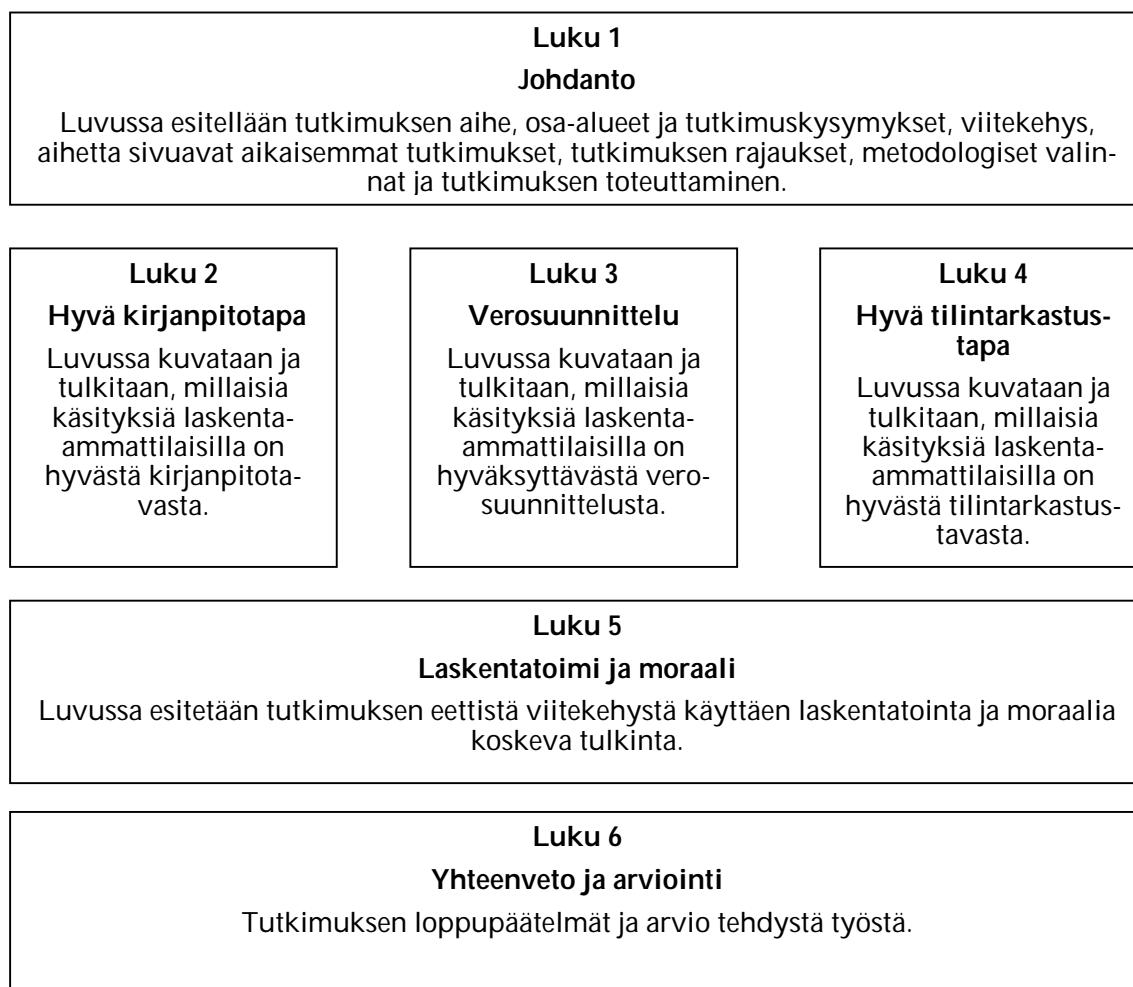 Luku 1
Johdanto
Luvussa esitellään tutkimuksen aihe, osa-alueet ja tutkimuskysymykset, viitekehys,
aihetta sivuavat aikaisemmat tutkimukset, tutkimuksen rajaukset, metodologiset valin-
nat ja tutkimuksen toteuttaminen.
Luku 2
Hyvä kirjanpitotapa
Luvussa kuvataan ja
tulkitaan, millaisia
käsityksiä laskenta-
ammattilaisilla on
hyvästä kirjanpitota-
vasta.
Luku 3
Verosuunnittelu
Luvussa kuvataan ja
tulkitaan, millaisia
käsityksiä laskenta-
ammattilaisilla on
hyväksyttävästä vero-
suunnittelusta.
Luku 4
Hyvä tilintarkastus-
tapa
Luvussa kuvataan ja
tulkitaan, millaisia
käsityksiä laskenta-
ammattilaisilla on
hyvästä tilintarkastus-
tavasta.
Luku 5
Laskentatoimi ja moraali
Luvussa esitetään tutkimuksen eettistä viitekehystä käyttäen laskentatointa ja moraalia
koskeva tulkinta.
Luku 6
Yhteenveto ja arviointi
Tutkimuksen loppupäätelmät ja arvio tehdystä työstä.